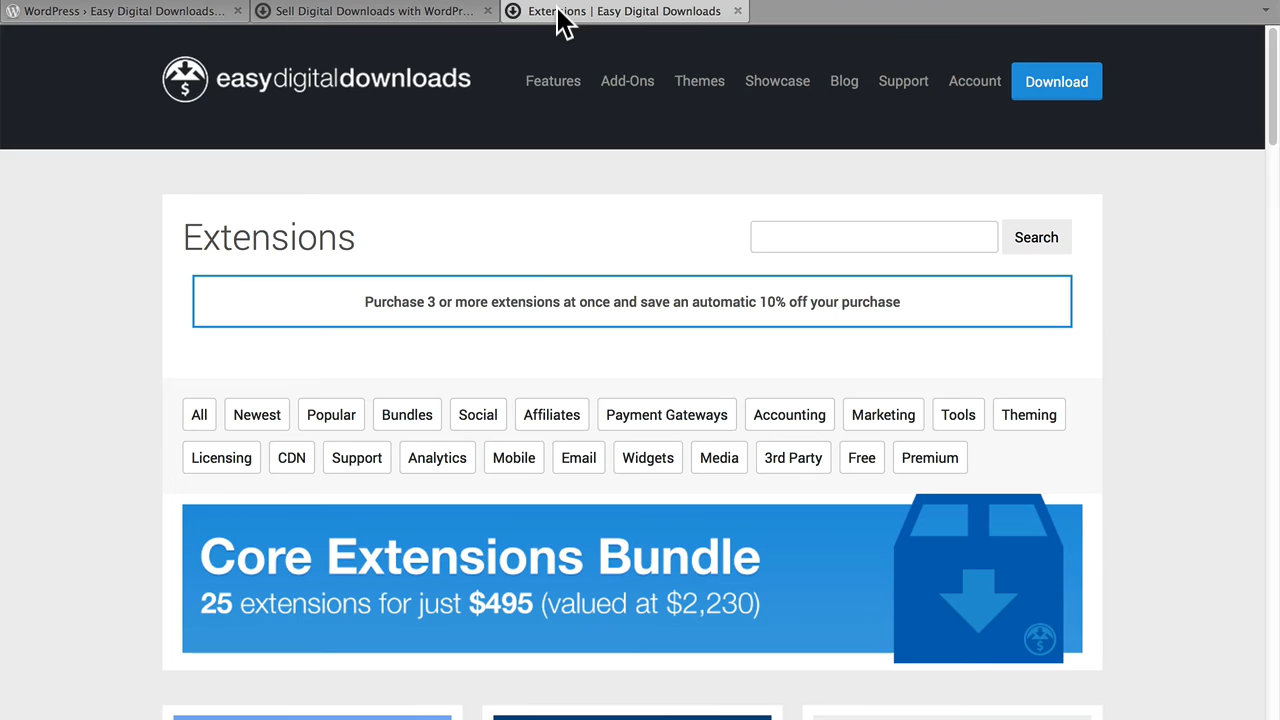 WordPress › Easy Digital Downloads...
Sell Digital Downloads with WordPr...
Extensions | Easy Digital Downloads
easydigitaldownloads
Features
Add-Ons
Themes
Showcase
Blog
Support
Account
Download
Extensions
Search
Purchase 3 or more extensions at once and save an automatic 10% off your purchase
All
Newest
Popular
Bundles
Social
Affiliates
Payment Gateways
Accounting
Marketing
Tools
Theming
Licensing
CDN
Support
Analytics
Mobile
Email
Widgets
Media
3rd Party
Free
Premium
Core Extensions Bundle
25 extensions for just $495 (valued at $2,230)